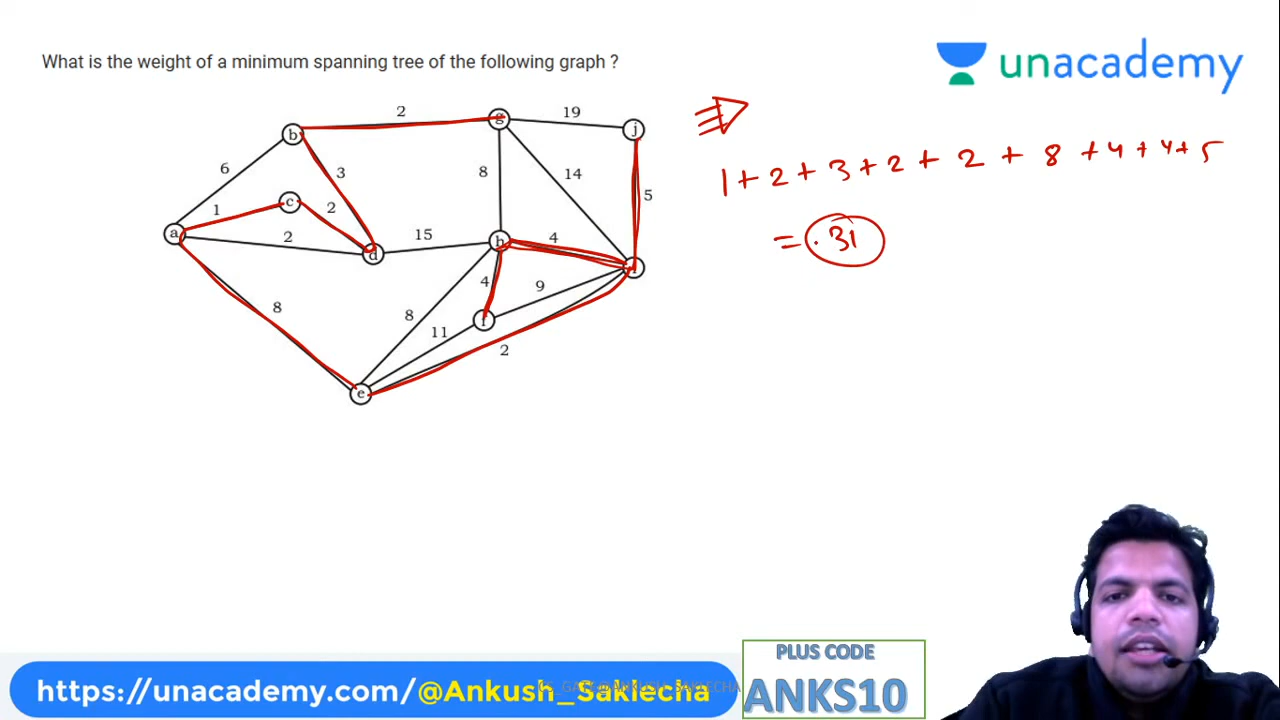 What is the weight of a minimum spanning tree of the following graph ?
unacademy
2
19
b
g
j
6
3
8
14
5
1
c
2
a
2
15
h
4
d
i
8
4
9
8
f
11
2
e
1 + 2 + 3 + 2 + 2 + 8 + 4 + 4 + 5
= 31
PLUS CODE
https://unacademy.com/@Ankush_Saklecha
ANKS10